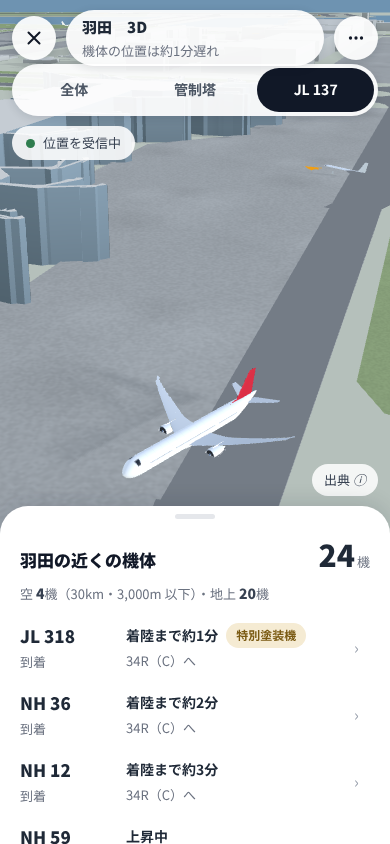 羽田　3D
機体の位置は約1分遅れ
全体
管制塔
JL 137
位置を受信中
出典 ⓘ
羽田の近くの機体
24機
空 4機（30km・3,000m 以下）・地上 20機
JL 318
着陸まで約1分
特別塗装機
到着
34R（C）へ
NH 36
着陸まで約2分
到着
34R（C）へ
NH 12
着陸まで約3分
到着
34R（C）へ
NH 59
上昇中